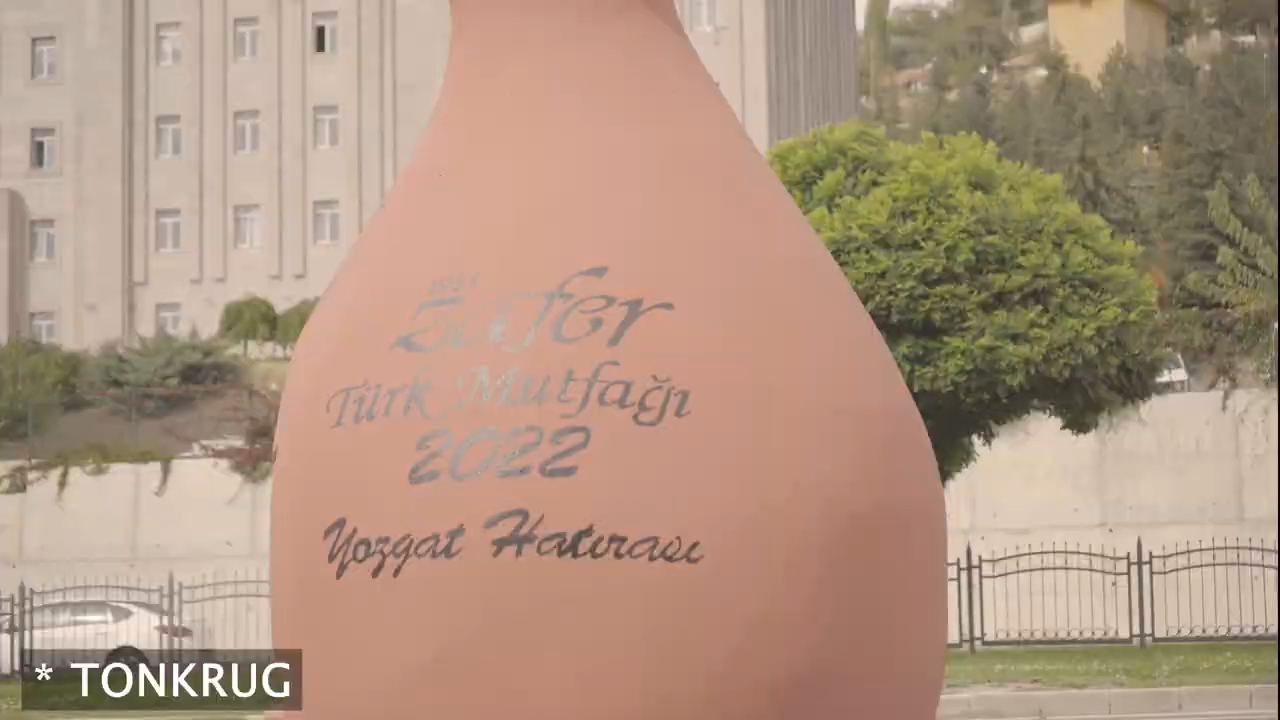 Zafer
Türk Mutfağı
2022
Yozgat Hatırası
* TONKRUG